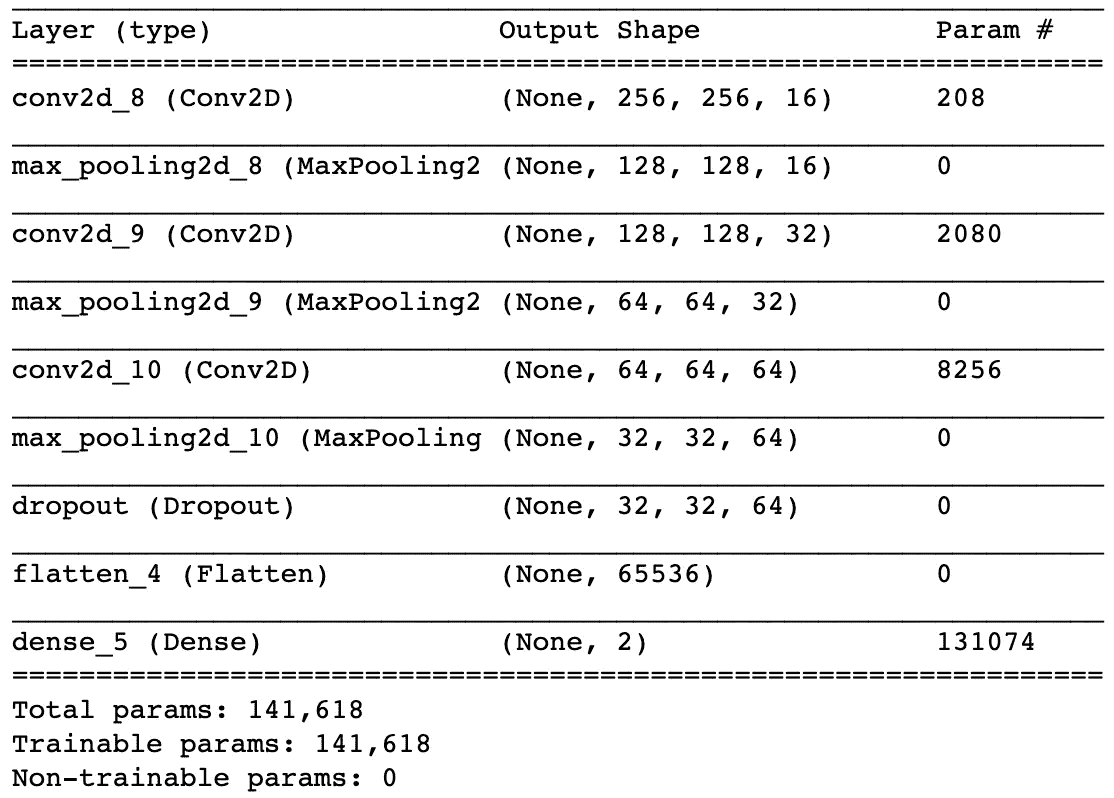 Layer (type) Output Shape Param #
conv2d_8 (Conv2D) (None, 256, 256, 16) 208
max_pooling2d_8 (MaxPooling2 (None, 128, 128, 16) 0
conv2d_9 (Conv2D) (None, 128, 128, 32) 2080
max_pooling2d_9 (MaxPooling2 (None, 64, 64, 32) 0
conv2d_10 (Conv2D) (None, 64, 64, 64) 8256
max_pooling2d_10 (MaxPooling (None, 32, 32, 64) 0
dropout (Dropout) (None, 32, 32, 64) 0
flatten_4 (Flatten) (None, 65536) 0
dense_5 (Dense) (None, 2) 131074
Total params: 141,618
Trainable params: 141,618
Non-trainable params: 0